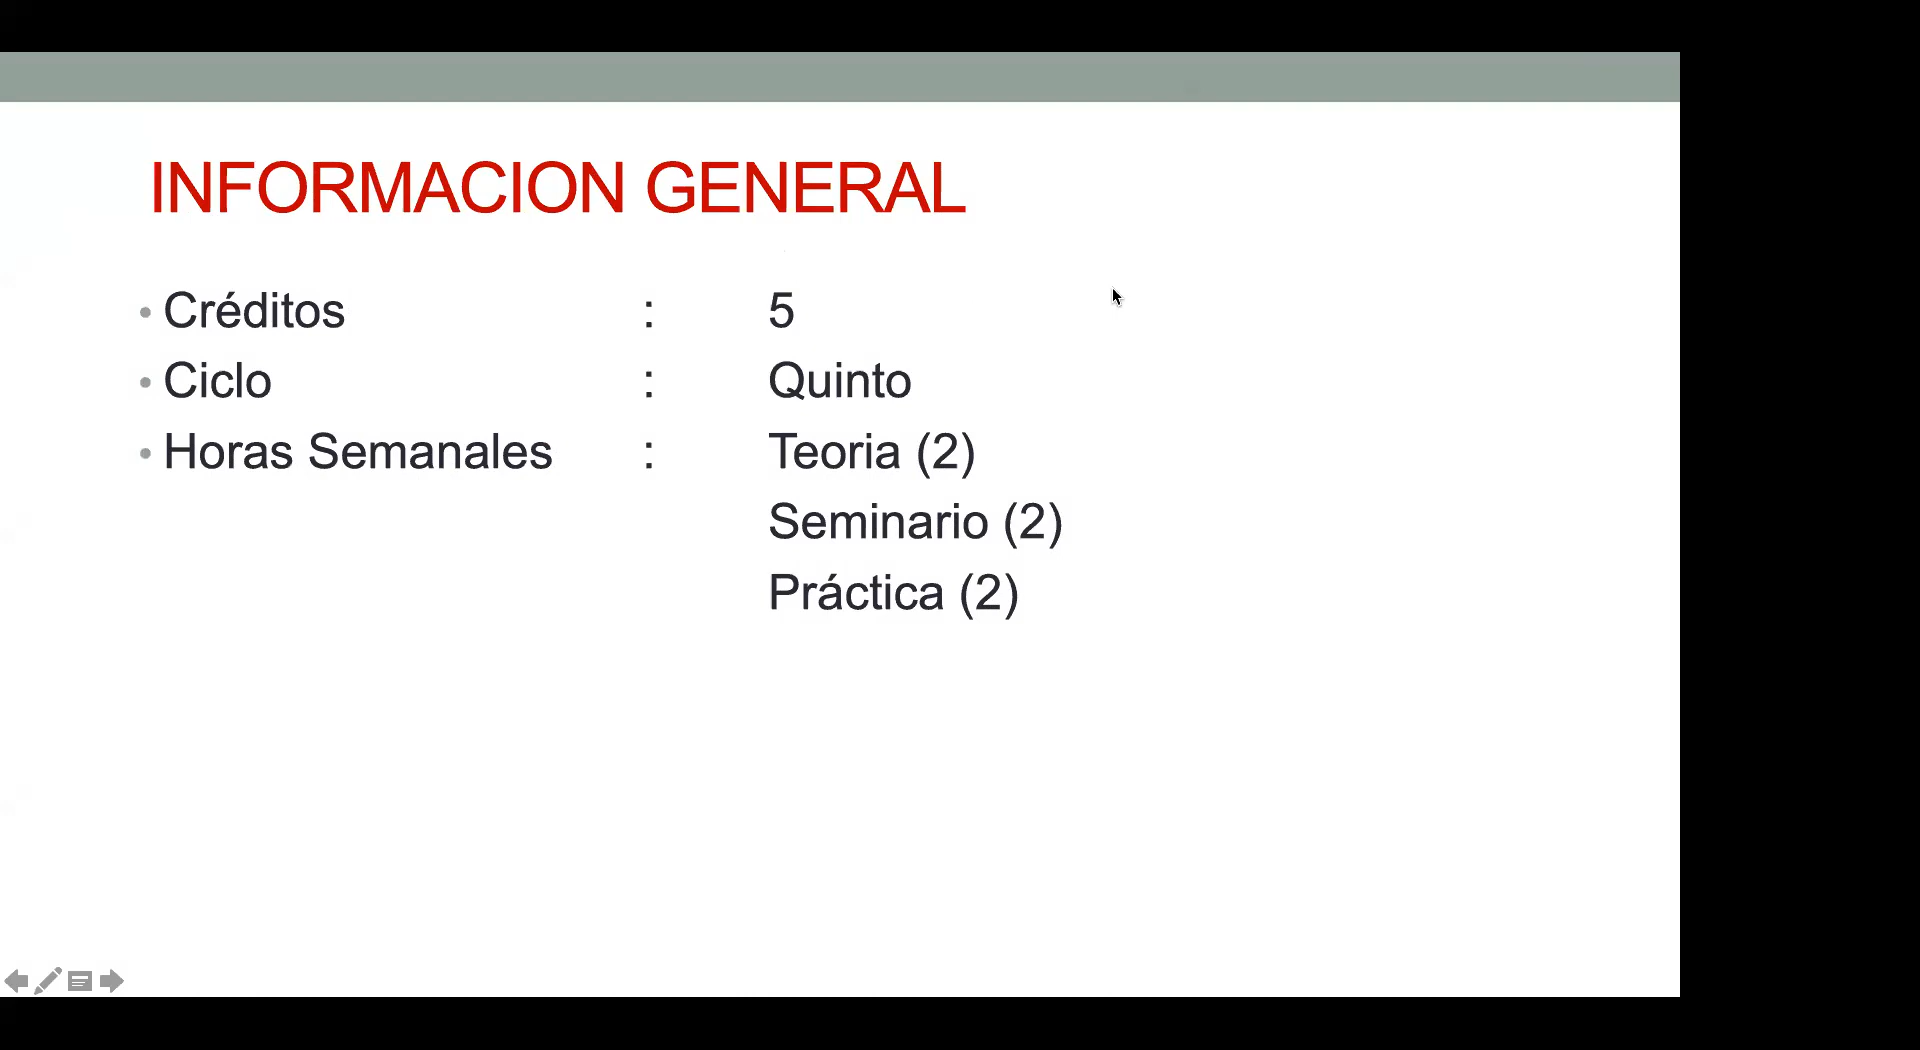 INFORMACION GENERAL
• Créditos : 5
• Ciclo : Quinto
• Horas Semanales : Teoria (2)
Seminario (2)
Práctica (2)